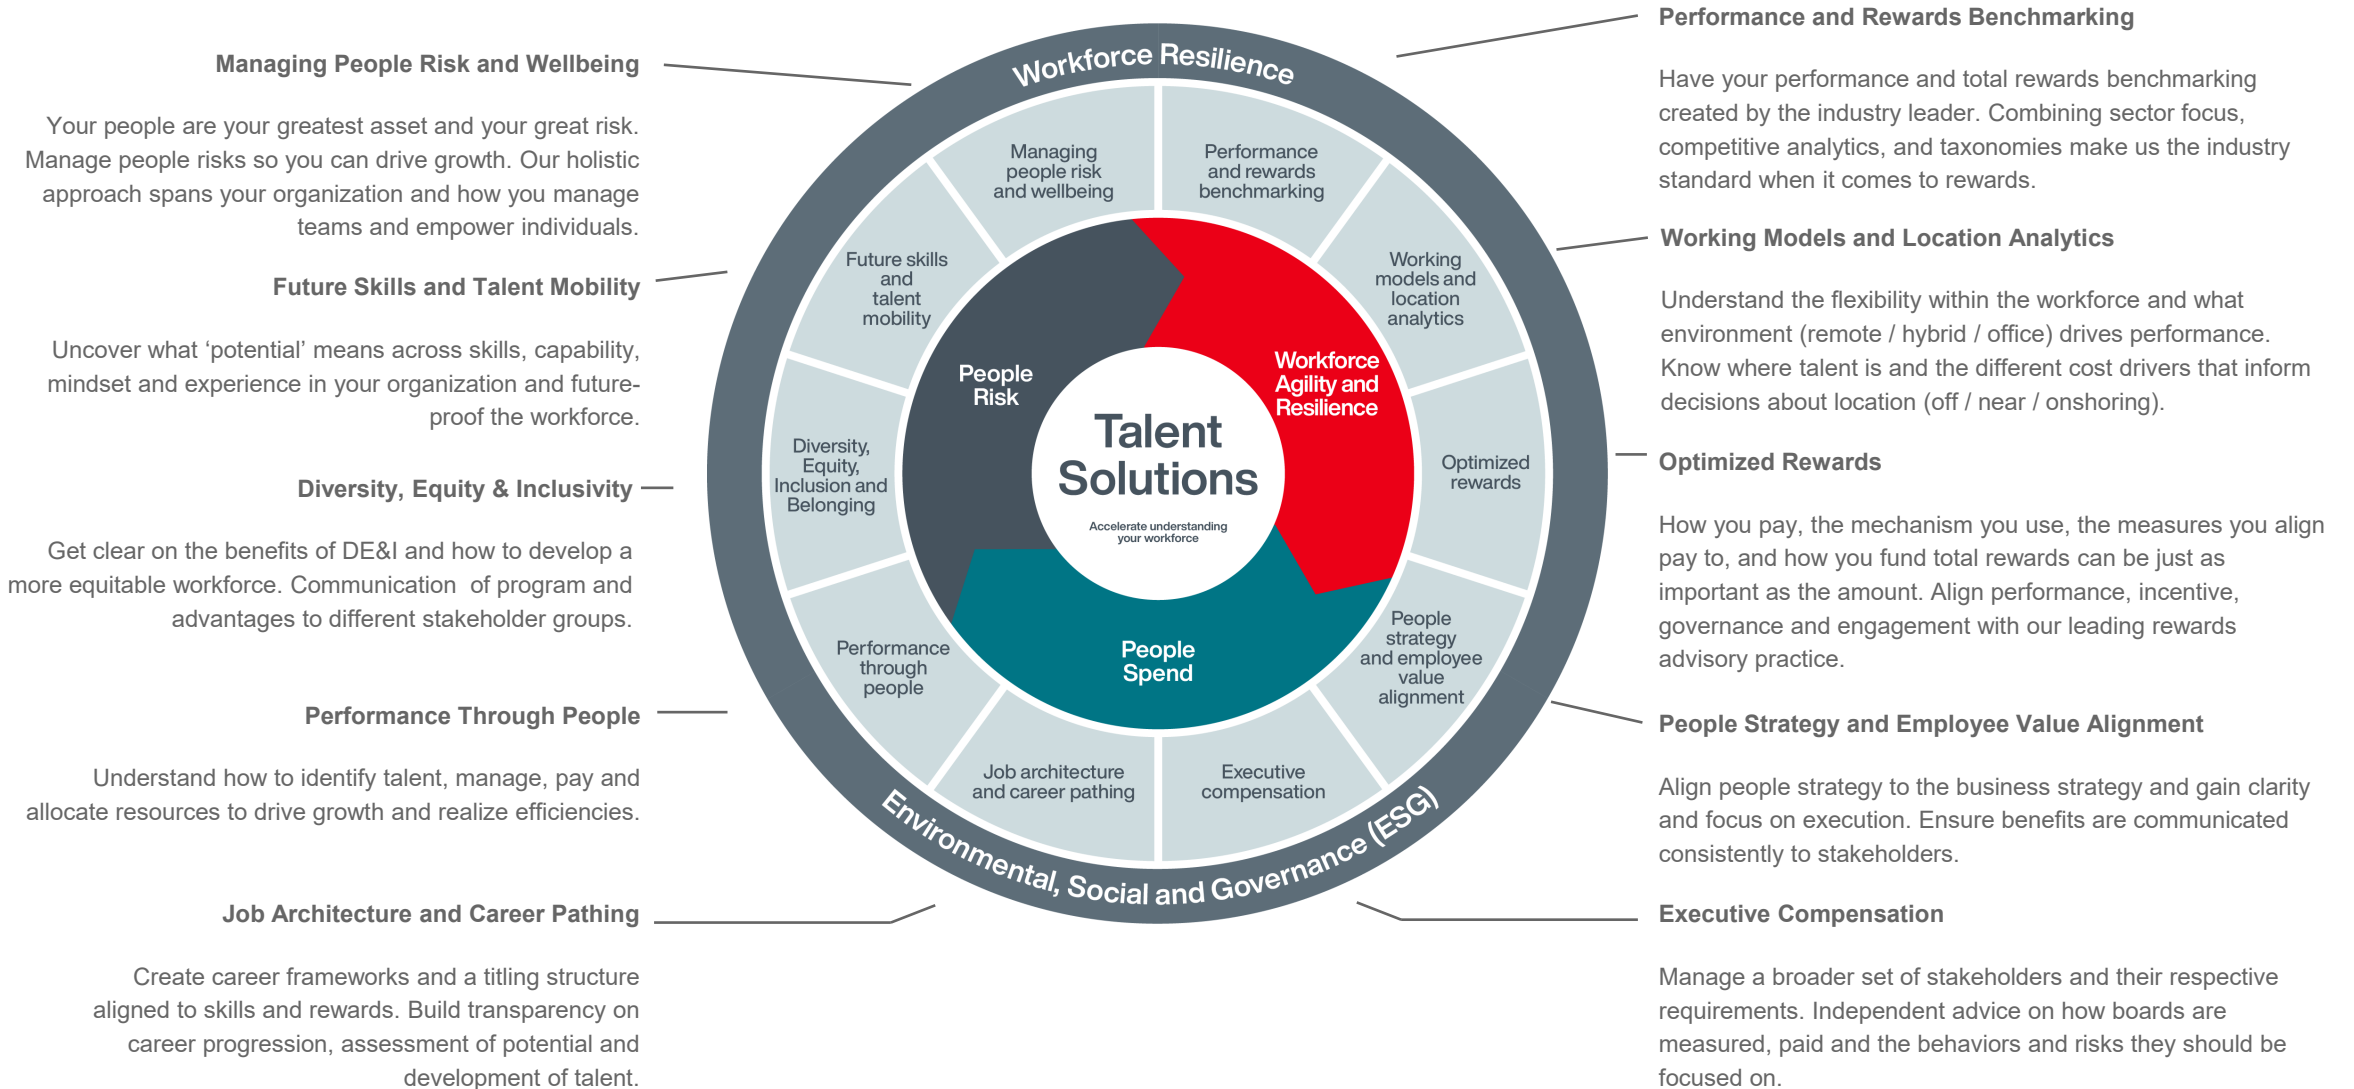 Managing People Risk and Wellbeing
Your people are your greatest asset and your great risk.
Manage people risks so you can drive growth. Our holistic
approach spans your organization and how you manage
teams and empower individuals.
Future Skills and Talent Mobility
Uncover what ‘potential’ means across skills, capability,
mindset and experience in your organization and future-
proof the workforce.
Diversity, Equity & Inclusivity
Get clear on the benefits of DE&I and how to develop a
more equitable workforce. Communication  of program and
advantages to different stakeholder groups.
Performance Through People
Understand how to identify talent, manage, pay and
allocate resources to drive growth and realize efficiencies.
Job Architecture and Career Pathing
Create career frameworks and a titling structure
aligned to skills and rewards. Build transparency on
career progression, assessment of potential and
development of talent.
Workforce Resilience
Managing
people risk
and wellbeing
Performance
and rewards
benchmarking
Future skills
and
talent
mobility
Working
models and
location
analytics
Diversity,
Equity,
Inclusion and
Belonging
Optimized
rewards
Performance
through
people
People
strategy
and employee
value
alignment
Job architecture
and career pathing
Executive
compensation
People
Risk
Workforce
Agility and
Resilience
People
Spend
Talent
Solutions
Accelerate understanding
your workforce
Environmental, Social and Governance (ESG)
Performance and Rewards Benchmarking
Have your performance and total rewards benchmarking
created by the industry leader. Combining sector focus,
competitive analytics, and taxonomies make us the industry
standard when it comes to rewards.
Working Models and Location Analytics
Understand the flexibility within the workforce and what
environment (remote / hybrid / office) drives performance.
Know where talent is and the different cost drivers that inform
decisions about location (off / near / onshoring).
Optimized Rewards
How you pay, the mechanism you use, the measures you align
pay to, and how you fund total rewards can be just as
important as the amount. Align performance, incentive,
governance and engagement with our leading rewards
advisory practice.
People Strategy and Employee Value Alignment
Align people strategy to the business strategy and gain clarity
and focus on execution. Ensure benefits are communicated
consistently to stakeholders.
Executive Compensation
Manage a broader set of stakeholders and their respective
requirements. Independent advice on how boards are
measured, paid and the behaviors and risks they should be
focused on.